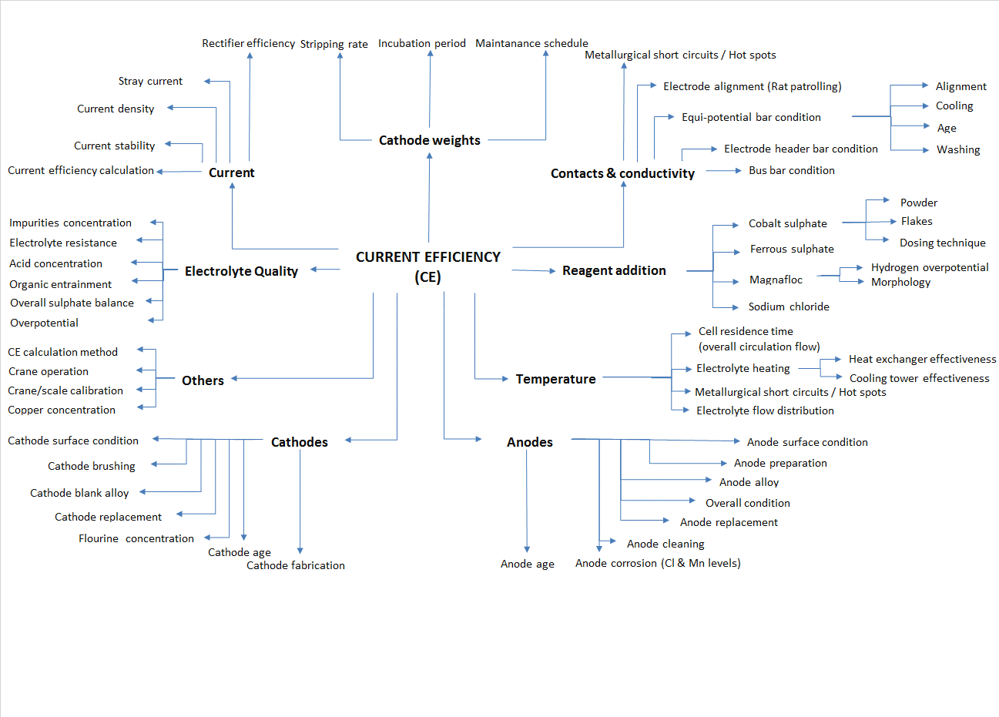 Rectifier efficiency
Stripping rate
Incubation period
Maintanance schedule
Metallurgical short circuits / Hot spots
Stray current
Electrode alignment (Rat patrolling)
Alignment
Current density
Cooling
Equi-potential bar condition
Age
Cathode weights
Current stability
Electrode header bar condition
Washing
Current efficiency calculation
Current
Contacts & conductivity
Bus bar condition
Powder
Impurities concentration
Cobalt sulphate
Flakes
Electrolyte resistance
Dosing technique
Ferrous sulphate
CURRENT EFFICIENCY
(CE)
Acid concentration
Electrolyte Quality
Reagent addition
Hydrogen overpotential
Magnafloc
Morphology
Organic entrainment
Overall sulphate balance
Sodium chloride
Overpotential
Cell residence time
(overall circulation flow)
CE calculation method
Heat exchanger effectiveness
Crane operation
Electrolyte heating
Others
Temperature
Cooling tower effectiveness
Crane/scale calibration
Metallurgical short circuits / Hot spots
Copper concentration
Electrolyte flow distribution
Cathode surface condition
Cathodes
Anodes
Anode surface condition
Cathode brushing
Anode preparation
Anode alloy
Cathode blank alloy
Overall condition
Cathode replacement
Anode replacement
Flourine concentration
Anode cleaning
Cathode age
Cathode fabrication
Anode age
Anode corrosion (Cl & Mn levels)